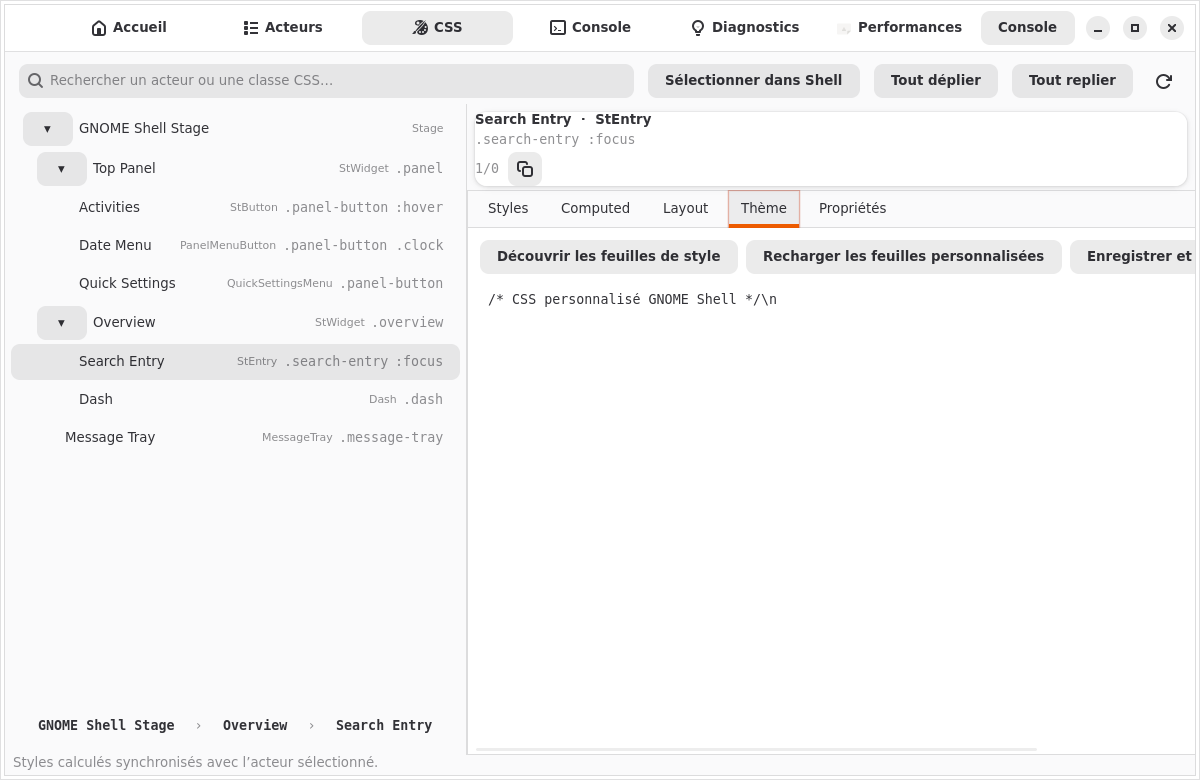 Accueil
Acteurs
CSS
Console
Diagnostics
Performances
Console
Rechercher un acteur ou une classe CSS...
Sélectionner dans Shell
Tout déplier
Tout replier
GNOME Shell Stage Stage
Top Panel StWidget .panel
Activities StButton .panel-button :hover
Date Menu PanelMenuButton .panel-button .clock
Quick Settings QuickSettingsMenu .panel-button
Overview StWidget .overview
Search Entry StEntry .search-entry :focus
Dash Dash .dash
Message Tray MessageTray .message-tray
GNOME Shell Stage › Overview › Search Entry
Search Entry · StEntry
.search-entry :focus
1/0
Styles
Computed
Layout
Thème
Propriétés
Découvrir les feuilles de style
Recharger les feuilles personnalisées
Enregistrer et
/* CSS personnalisé GNOME Shell */\n
Styles calculés synchronisés avec l’acteur sélectionné.